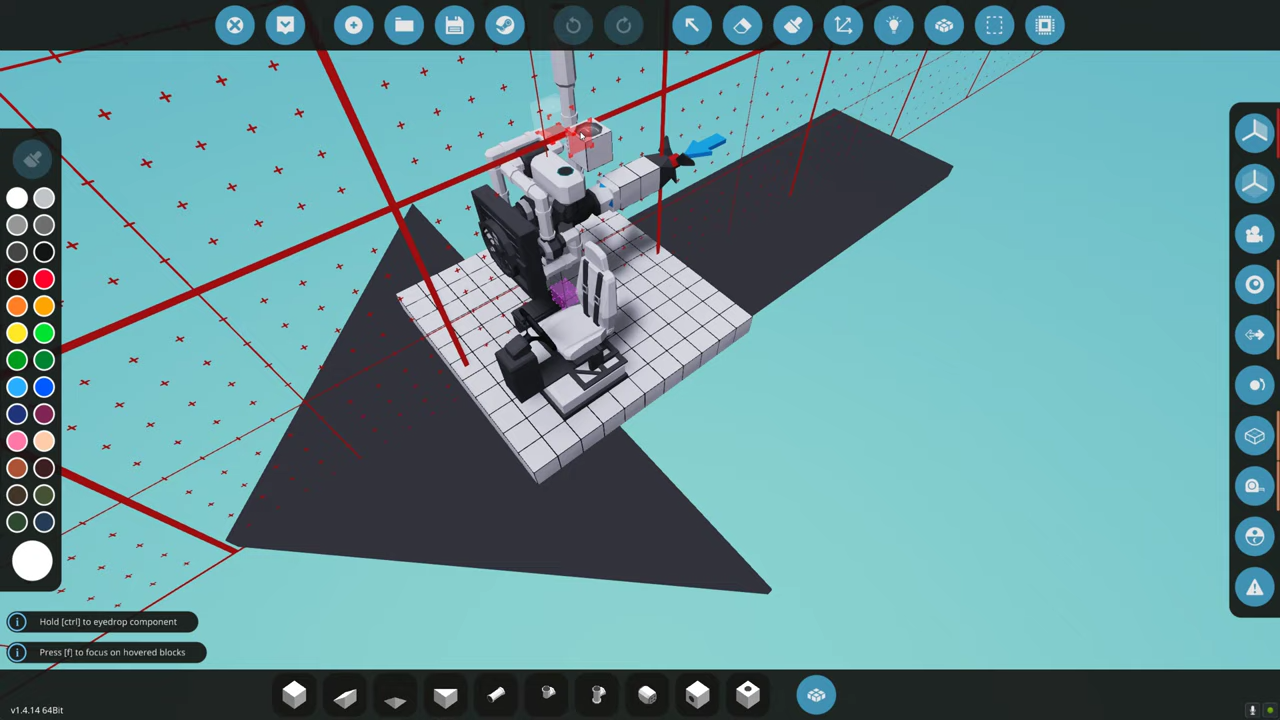 Hold [ctrl] to eyedrop component
Press [f] to focus on hovered blocks
v1.4.14 64Bit